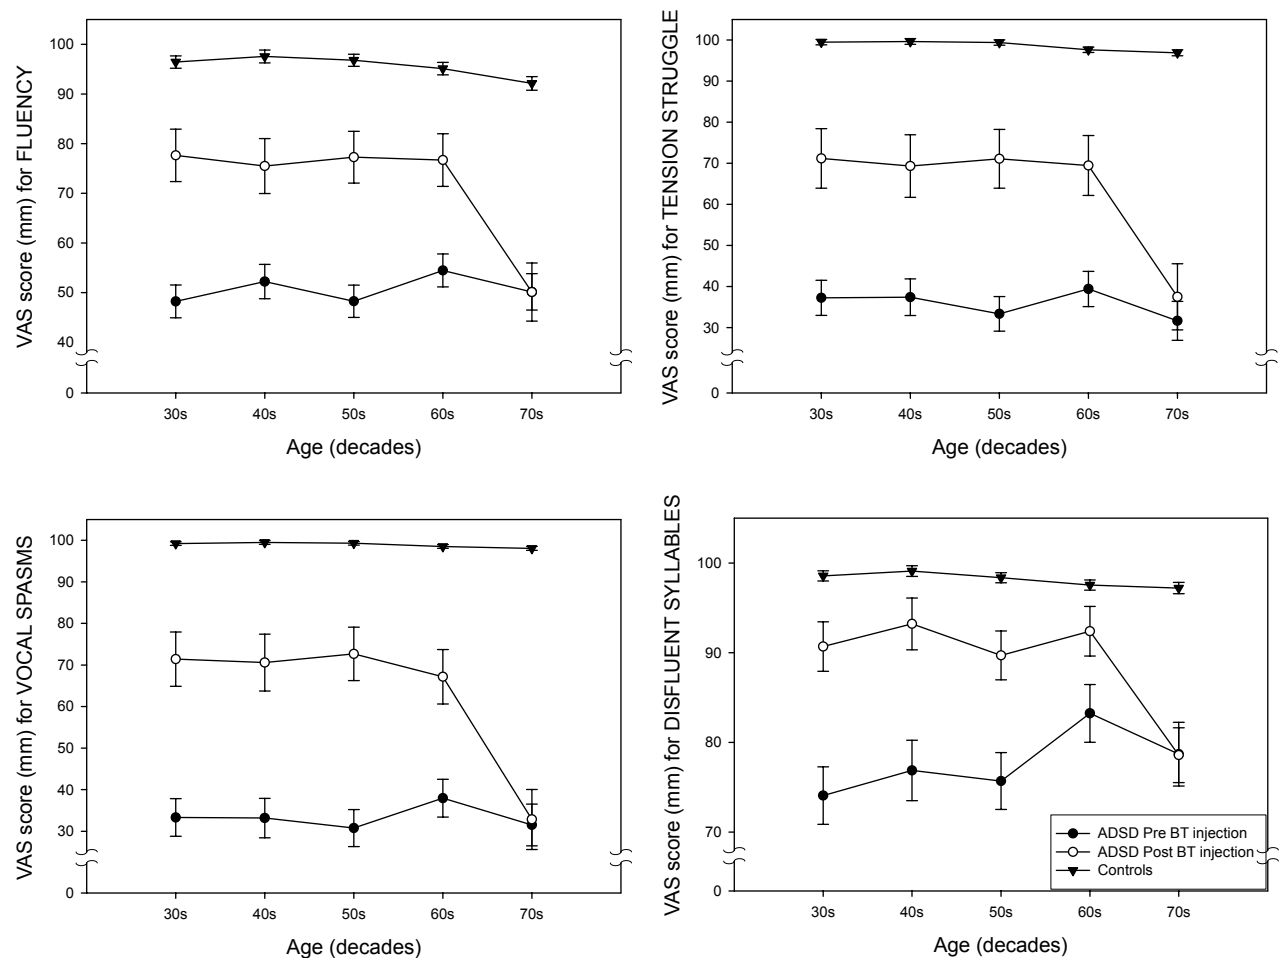 VAS score (mm) for FLUENCY
100
90
80
70
60
50
40
0
30s 40s 50s 60s 70s
Age (decades)
VAS score (mm) for TENSION STRUGGLE
100
90
80
70
60
50
40
30
0
30s 40s 50s 60s 70s
Age (decades)
VAS score (mm) for VOCAL SPASMS
100
90
80
70
60
50
40
30
0
30s 40s 50s 60s 70s
Age (decades)
VAS score (mm) for DISFLUENT SYLLABLES
100
90
80
70
0
ADSD Pre BT injection
ADSD Post BT injection
Controls
30s 40s 50s 60s 70s
Age (decades)